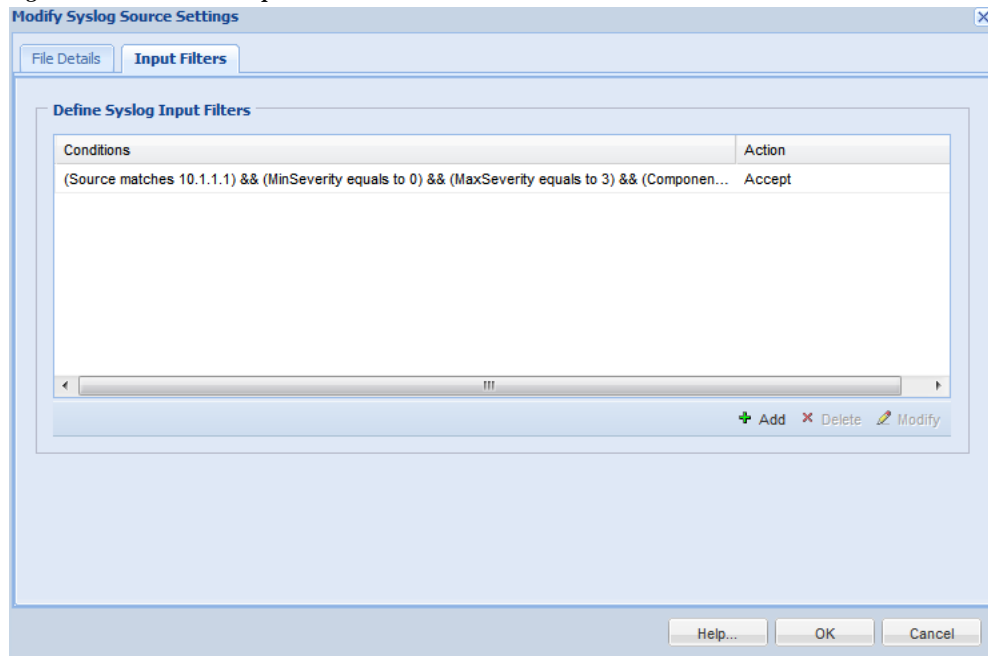 Modify Syslog Source Settings
File Details Input Filters
Define Syslog Input Filters
Conditions Action
(Source matches 10.1.1.1) && (MinSeverity equals to 0) && (MaxSeverity equals to 3) && (Componen... Accept
Add Delete Modify
Help... OK Cancel